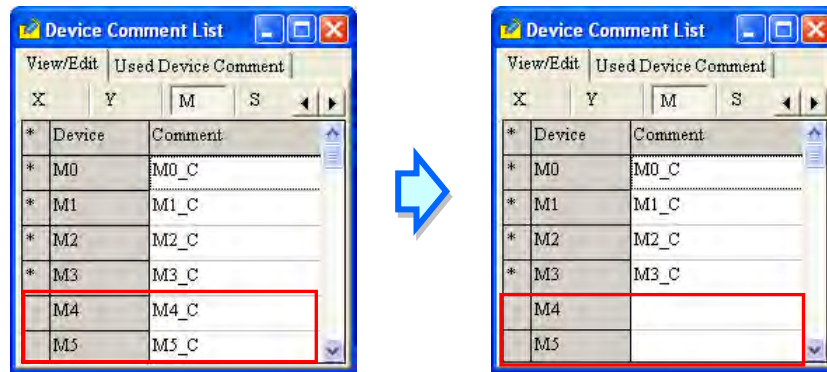 Device Comment List
View/Edit Used Device Comment
X Y M S
* Device Comment
* M0 M0_C
* M1 M1_C
* M2 M2_C
* M3 M3_C
M4 M4_C
M5 M5_C
Device Comment List
View/Edit Used Device Comment
X Y M S
* Device Comment
* M0 M0_C
* M1 M1_C
* M2 M2_C
* M3 M3_C
M4
M5